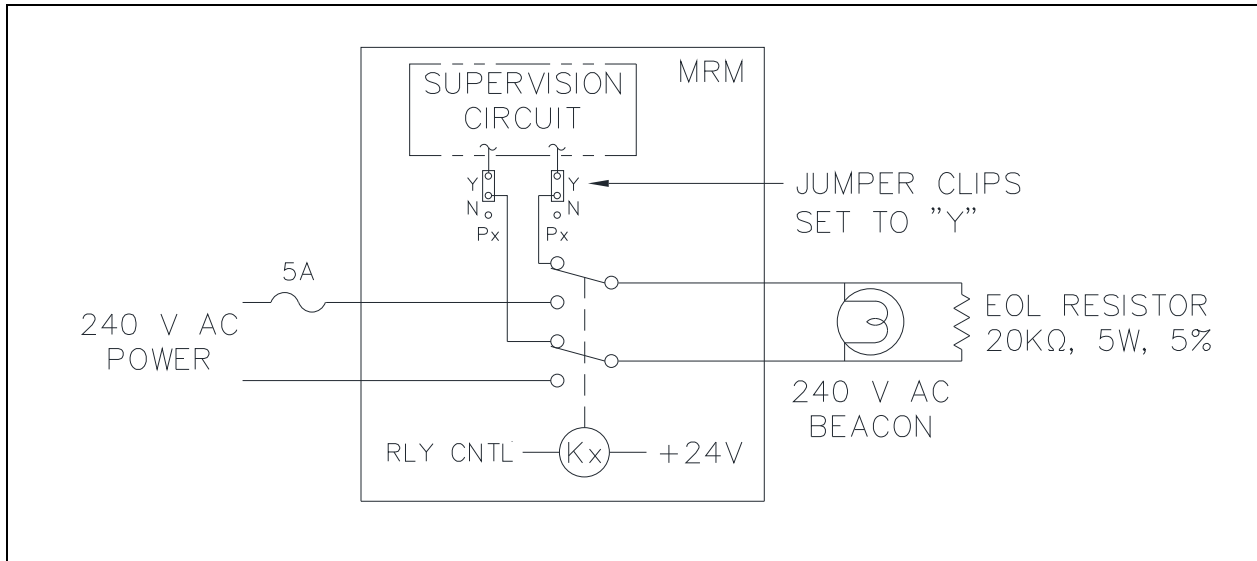 MRM
SUPERVISION
CIRCUIT
Y
N
Px
Y
N
Px
JUMPER CLIPS
SET TO "Y"
5A
240 V AC
POWER
EOL RESISTOR
20KΩ, 5W, 5%
240 V AC
BEACON
RLY CNTL
Kx
+24V